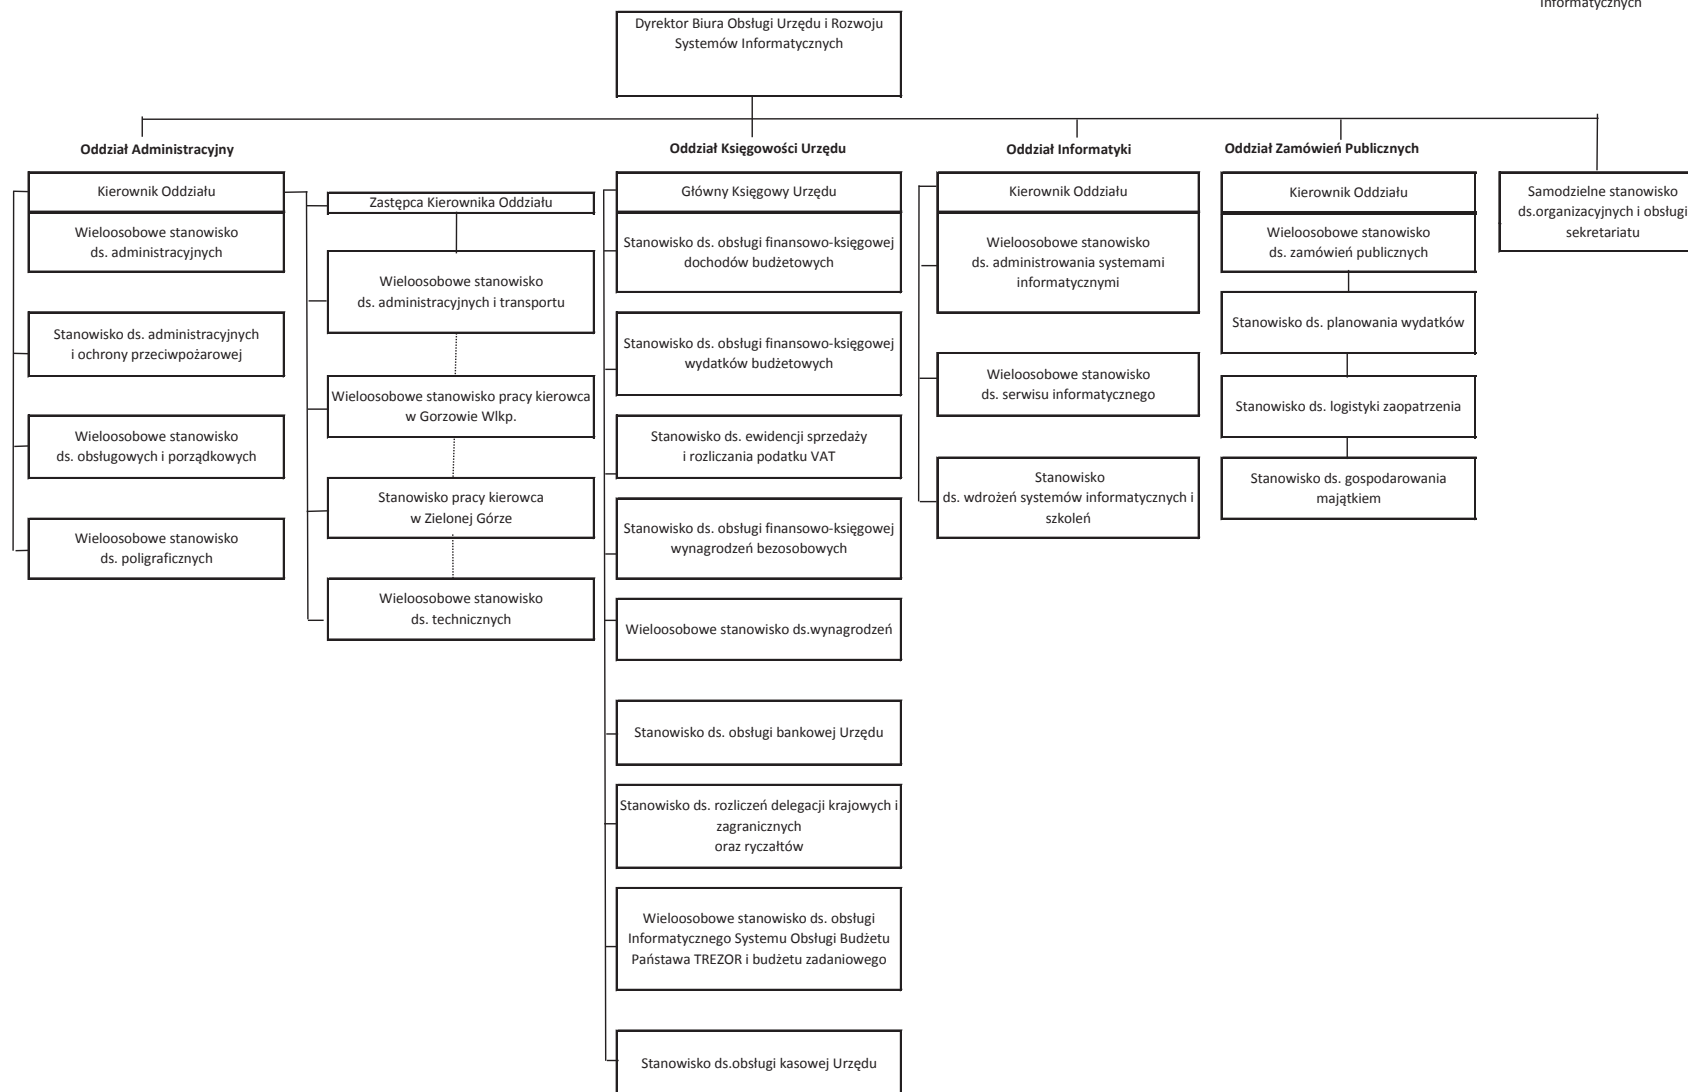 Informatycznych
Dyrektor Biura Obsługi Urzędu i Rozwoju
Systemów Informatycznych
Oddział Administracyjny
Kierownik Oddziału
Wieloosobowe stanowisko
ds. administracyjnych
Stanowisko ds. administracyjnych
i ochrony przeciwpożarowej
Wieloosobowe stanowisko
ds. obsługowych i porządkowych
Wieloosobowe stanowisko
ds. poligraficznych
Zastępca Kierownika Oddziału
Wieloosobowe stanowisko
ds. administracyjnych i transportu
Wieloosobowe stanowisko pracy kierowca
w Gorzowie Wlkp.
Stanowisko pracy kierowca
w Zielonej Górze
Wieloosobowe stanowisko
ds. technicznych
Oddział Księgowości Urzędu
Główny Księgowy Urzędu
Stanowisko ds. obsługi finansowo-księgowej
dochodów budżetowych
Stanowisko ds. obsługi finansowo-księgowej
wydatków budżetowych
Stanowisko ds. ewidencji sprzedaży
i rozliczania podatku VAT
Stanowisko ds. obsługi finansowo-księgowej
wynagrodzeń bezosobowych
Wieloosobowe stanowisko ds.wynagrodzeń
Stanowisko ds. obsługi bankowej Urzędu
Stanowisko ds. rozliczeń delegacji krajowych i
zagranicznych
oraz ryczałtów
Wieloosobowe stanowisko ds. obsługi
Informatycznego Systemu Obsługi Budżetu
Państawa TREZOR i budżetu zadaniowego
Stanowisko ds.obsługi kasowej Urzędu
Oddział Informatyki
Kierownik Oddziału
Wieloosobowe stanowisko
ds. administrowania systemami
informatycznymi
Wieloosobowe stanowisko
ds. serwisu informatycznego
Stanowisko
ds. wdrożeń systemów informatycznych i
szkoleń
Oddział Zamówień Publicznych
Kierownik Oddziału
Wieloosobowe stanowisko
ds. zamówień publicznych
Stanowisko ds. planowania wydatków
Stanowisko ds. logistyki zaopatrzenia
Stanowisko ds. gospodarowania
majątkiem
Samodzielne stanowisko
ds.organizacyjnych i obsługi
sekretariatu